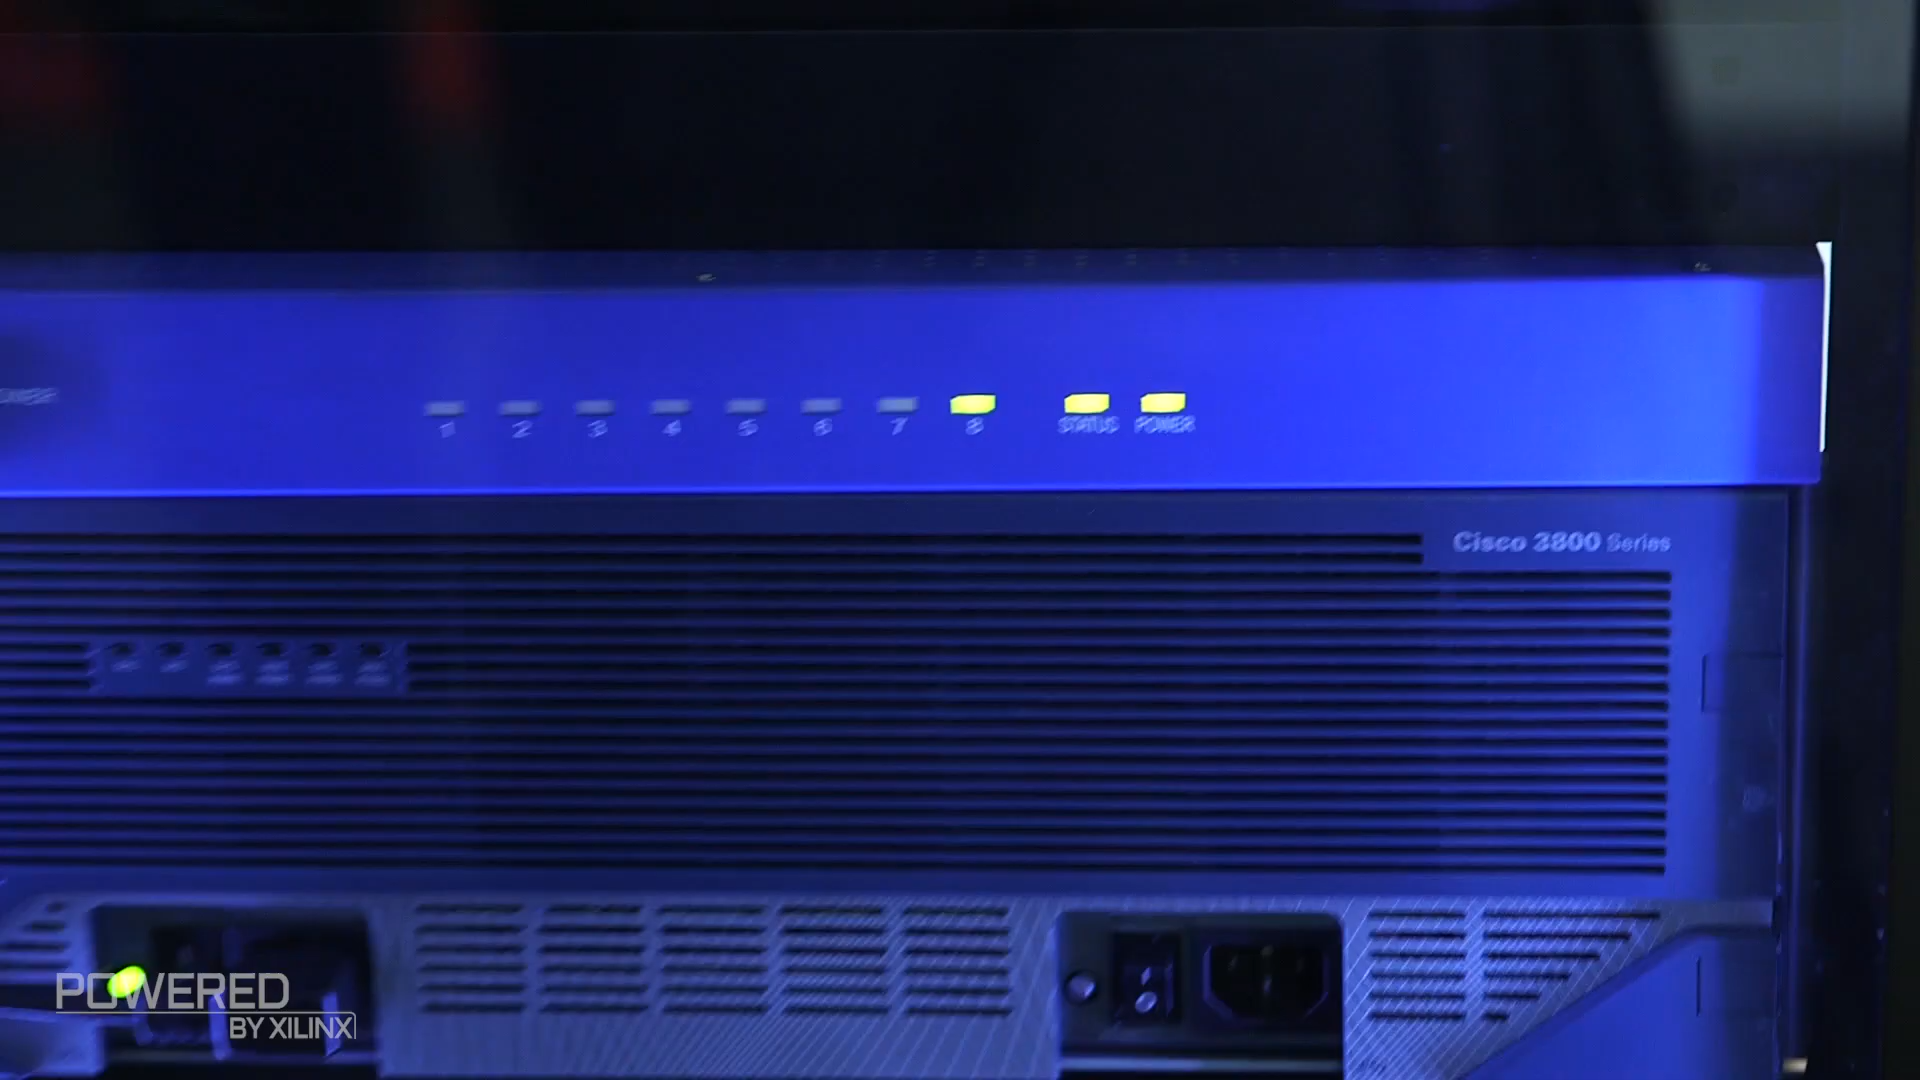 1 2 3 4 5 6 7 8 STATUS POWER
Cisco 3800 Series
POWERED
BY XILINX